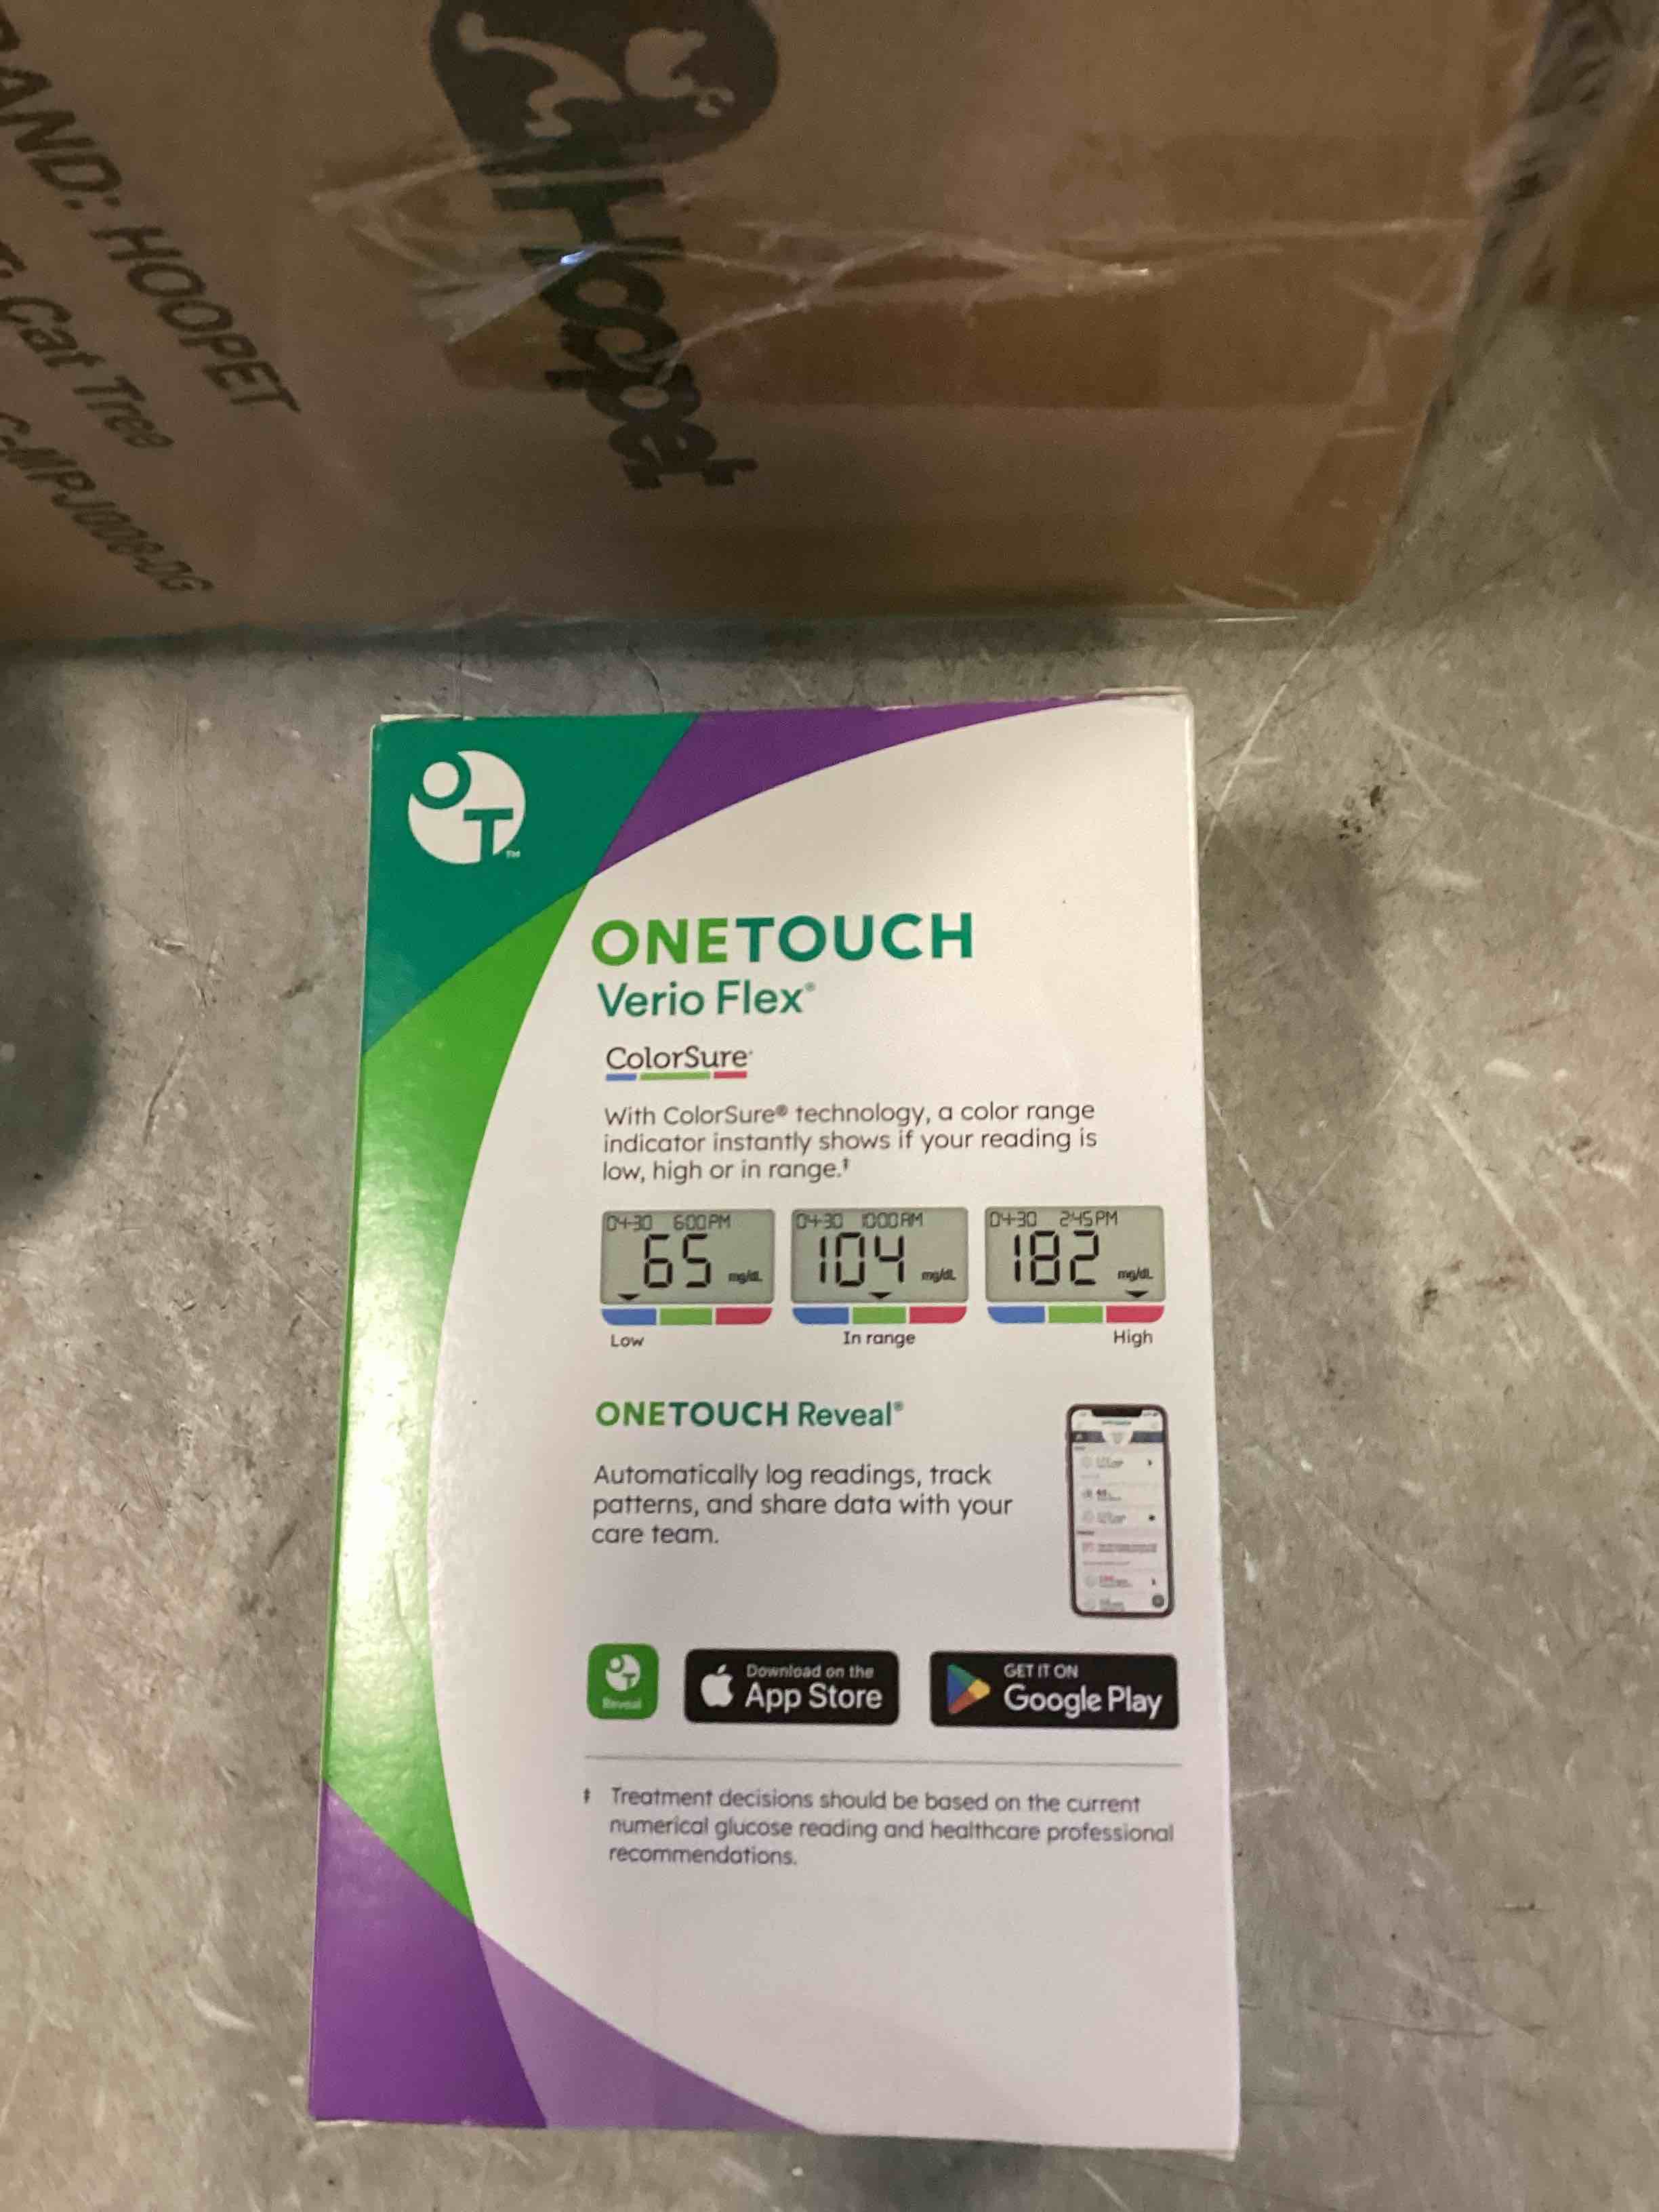 HOOPET
Cat Tree
Hoopet
OT™
ONETOUCH
Verio Flex®
ColorSure®
With ColorSure® technology, a color range
indicator instantly shows if your reading is
low, high or in range.†
04-30 6:00PM
65 mg/dL
Low
04-30 10:00AM
104 mg/dL
In range
04-30 2:45PM
182 mg/dL
High
ONETOUCH Reveal®
Automatically log readings, track
patterns, and share data with your
care team.
Reveal
Download on the
App Store
GET IT ON
Google Play
† Treatment decisions should be based on the current
numerical glucose reading and healthcare professional
recommendations.